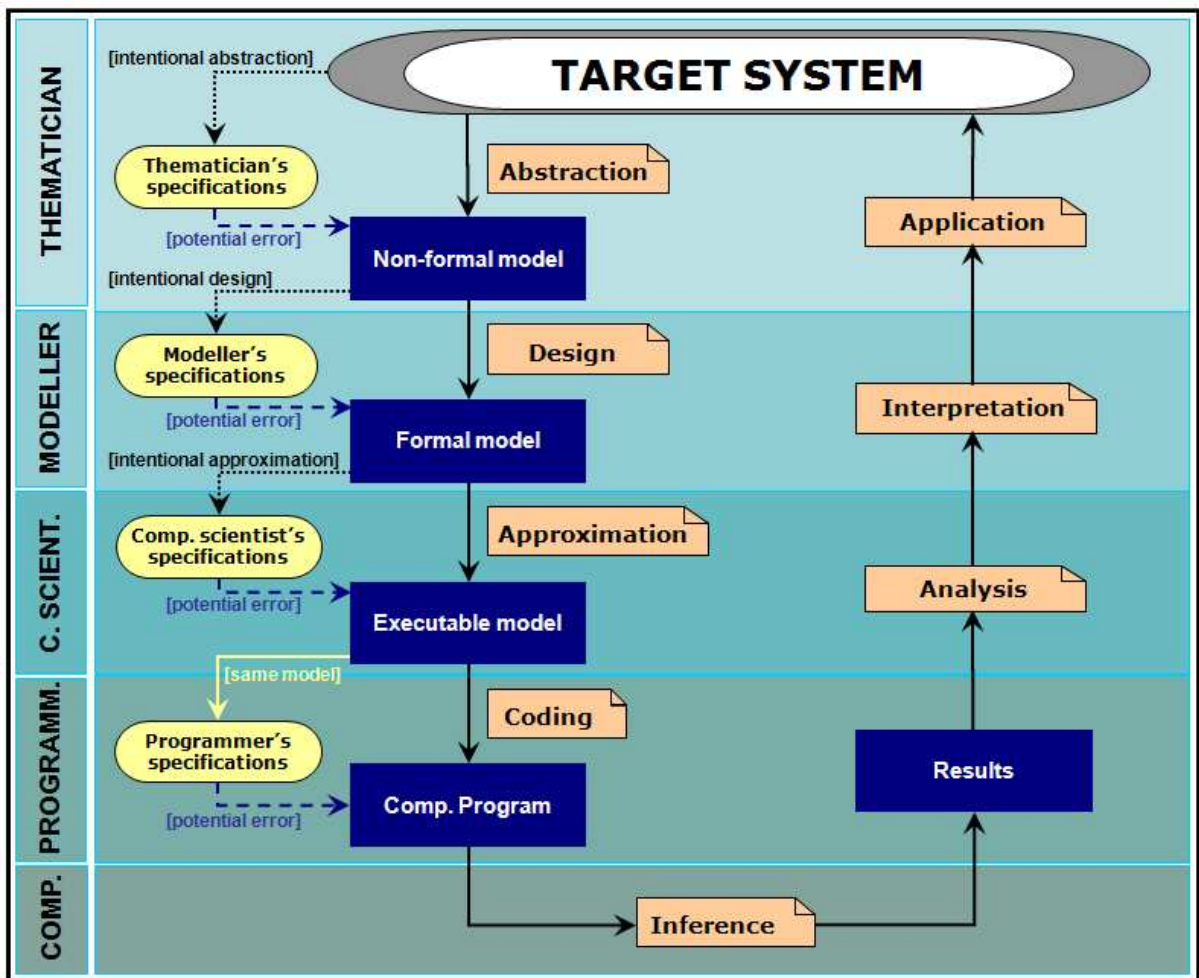 THEMATICIAN
[intentional abstraction]
TARGET SYSTEM
Thematician's
specifications
Abstraction
[potential error]
Non-formal model
Application
[intentional design]
MODELLER
Modeller's
specifications
Design
[potential error]
Formal model
Interpretation
[intentional approximation]
C. SCIENT.
Comp. scientist's
specifications
Approximation
[potential error]
Executable model
Analysis
[same model]
PROGRAMM.
Programmer's
specifications
Coding
[potential error]
Comp. Program
Results
COMP.
Inference